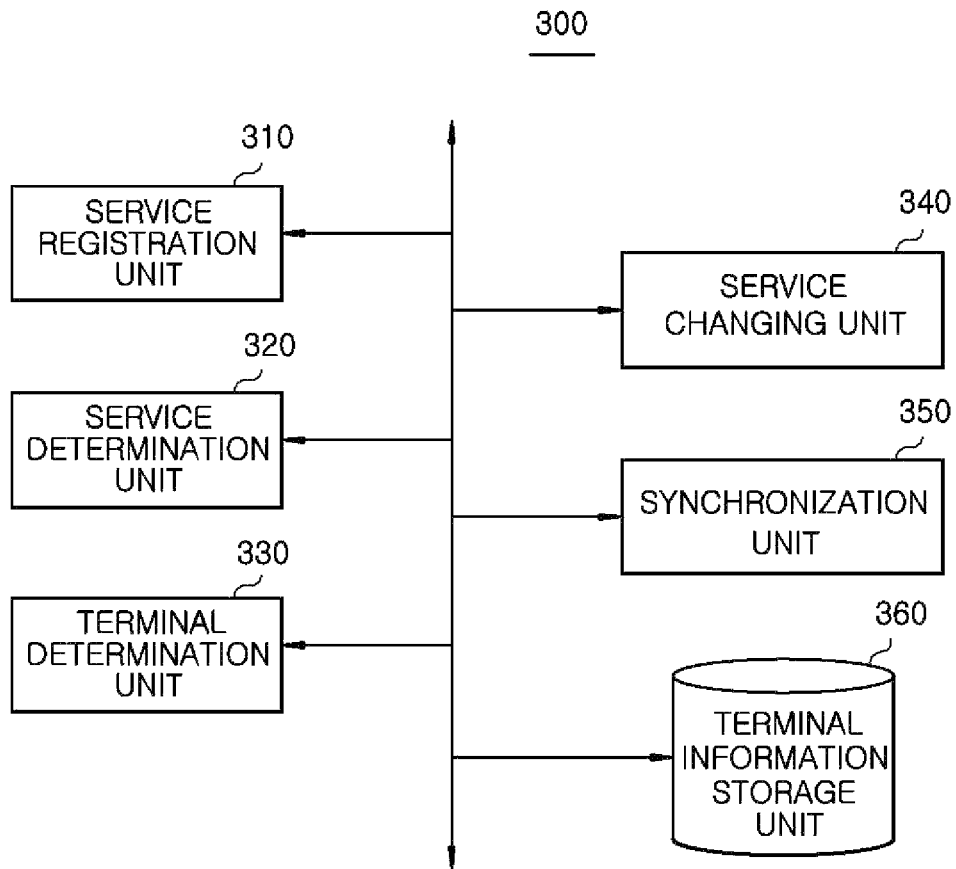 300
310
SERVICE
REGISTRATION
UNIT
320
SERVICE
DETERMINATION
UNIT
330
TERMINAL
DETERMINATION
UNIT
340
SERVICE
CHANGING UNIT
350
SYNCHRONIZATION
UNIT
360
TERMINAL
INFORMATION
STORAGE
UNIT